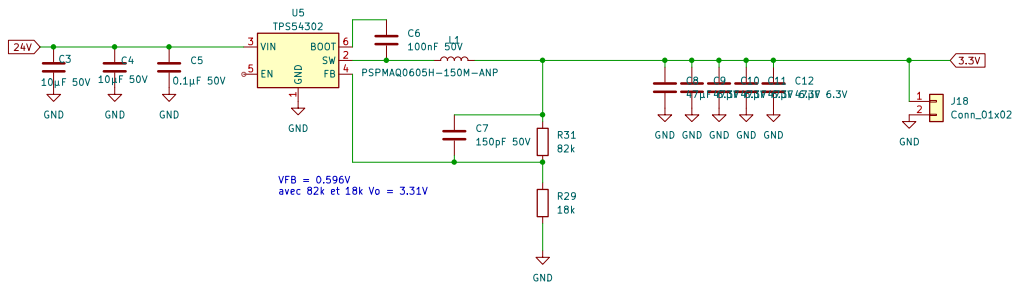 U5
TPS54302
24V
3 VIN
BOOT 6
SW 2
5 EN
FB 4
GND
1
GND
C3
10µF 50V
GND
C4
10µF 50V
GND
C5
0.1µF 50V
GND
C6
100nF 50V
L1
PSPMAQ0605H-150M-ANP
C7
150pF 50V
R31
82k
R29
18k
GND
VFB = 0.596V
avec 82k et 18k Vo = 3.31V
C8
C9
C10
C11
C12
47µF 6.3V
GND
GND
GND
GND
GND
3.3V
1
2
J18
Conn_01x02
GND